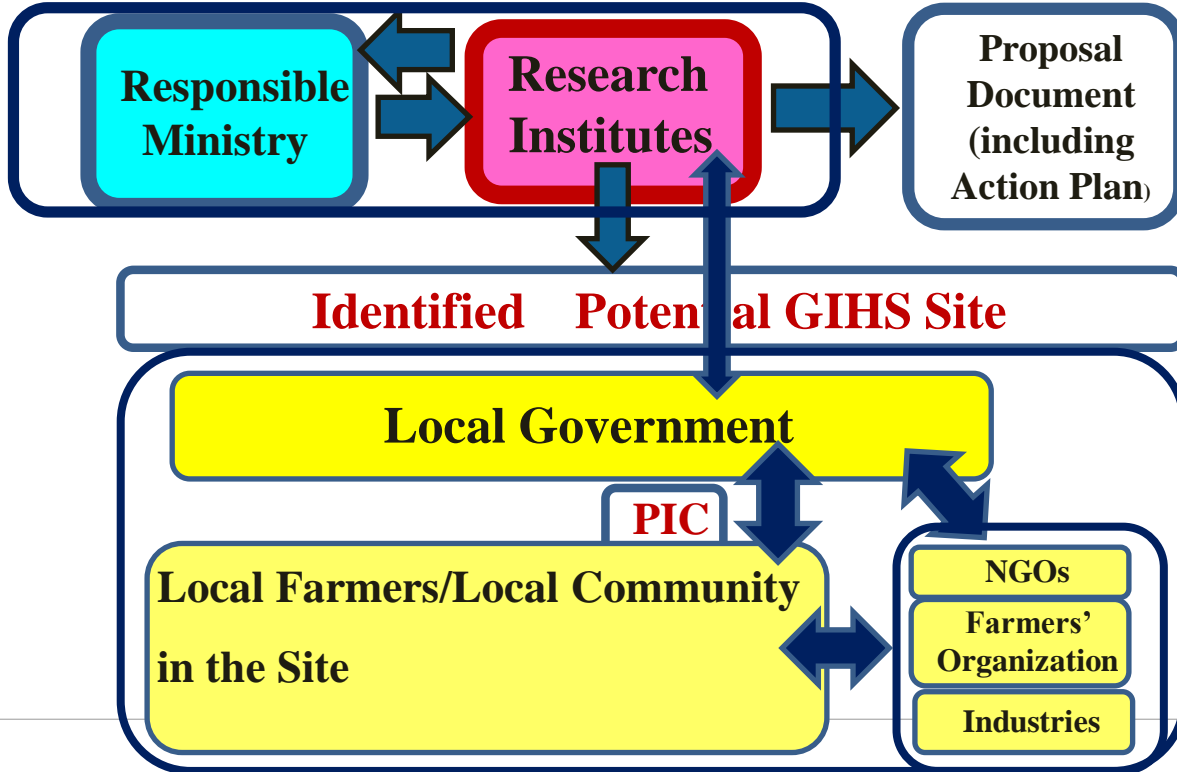 Responsible
Ministry
Research
Institutes
Proposal
Document
(including
Action Plan)
Identified Potential GIHS Site
Local Government
PIC
Local Farmers/Local Community
in the Site
NGOs
Farmers’
Organization
Industries